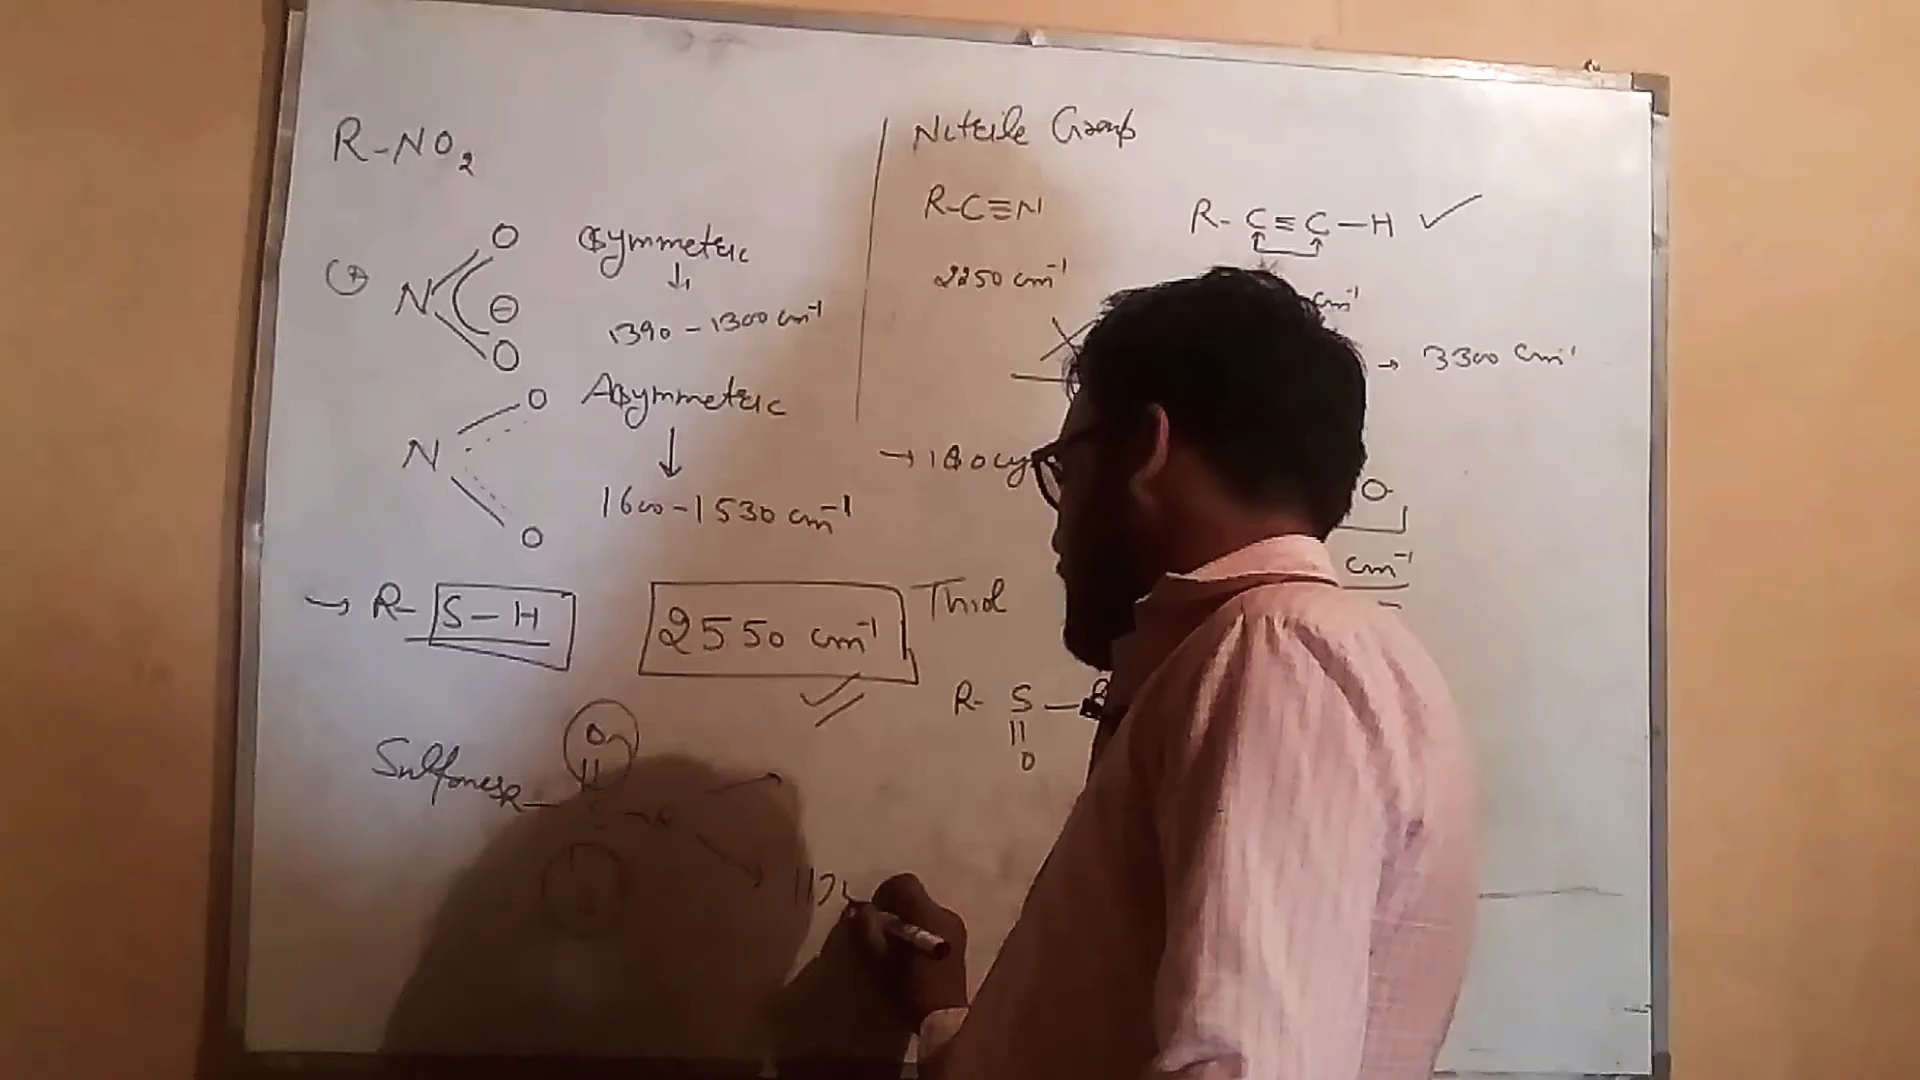 R-NO2
O
Symmetric
↓
⊕ N ⊖
1390 - 1300 cm⁻¹
O
O
Asymmetric
N
↓
1600-1530 cm⁻¹
O
→ R- S-H
2550 cm⁻¹
Thiol
R- S —
O
O
Sulfones R-
Nitrile Group
R-C≡N
R-C≡C-H ✓
2250 cm⁻¹
cm⁻¹
→ 3300 cm⁻¹
O
cm⁻¹